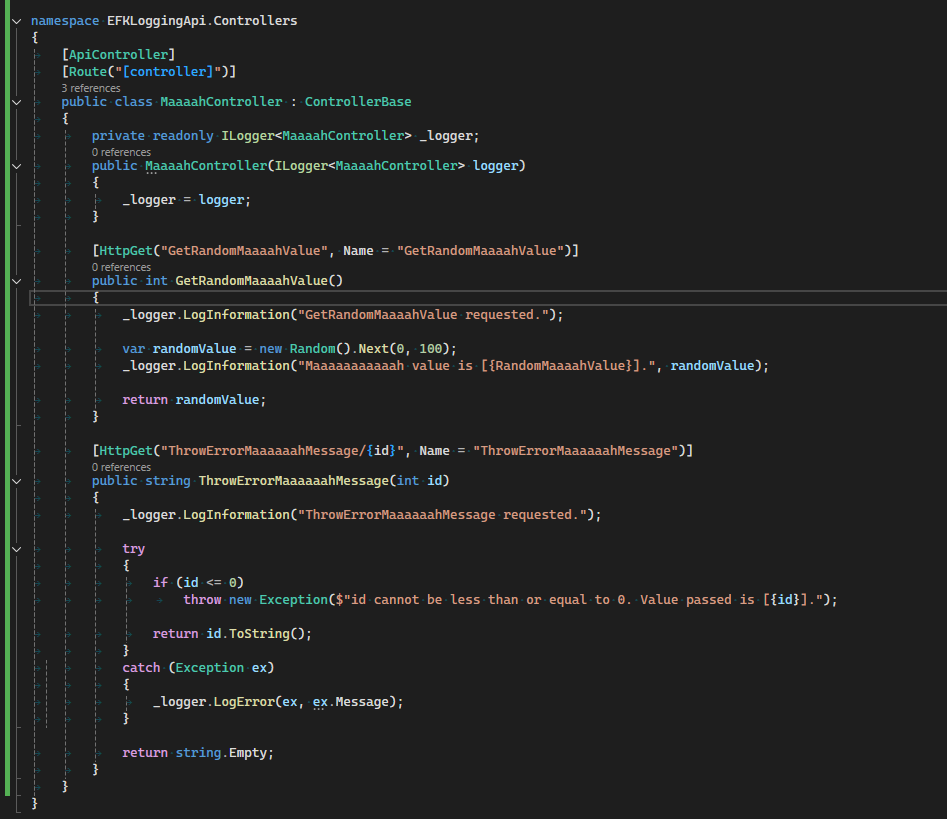 namespace EFKLoggingApi.Controllers
{
[ApiController]
[Route("[controller]")]
3 references
public class MaaaahController : ControllerBase
{
private readonly ILogger<MaaaahController> _logger;
0 references
public MaaaahController(ILogger<MaaaahController> logger)
{
_logger = logger;
}
[HttpGet("GetRandomMaaaahValue", Name = "GetRandomMaaaahValue")]
0 references
public int GetRandomMaaaahValue()
{
_logger.LogInformation("GetRandomMaaaahValue requested.");
var randomValue = new Random().Next(0, 100);
_logger.LogInformation("Maaaaaaaaaaah value is [{RandomMaaaahValue}].", randomValue);
return randomValue;
}
[HttpGet("ThrowErrorMaaaaaahMessage/{id}", Name = "ThrowErrorMaaaaaahMessage")]
0 references
public string ThrowErrorMaaaaaahMessage(int id)
{
_logger.LogInformation("ThrowErrorMaaaaaahMessage requested.");
try
{
if (id <= 0)
throw new Exception($"id cannot be less than or equal to 0. Value passed is [{id}].");
return id.ToString();
}
catch (Exception ex)
{
_logger.LogError(ex, ex.Message);
}
return string.Empty;
}
}
}